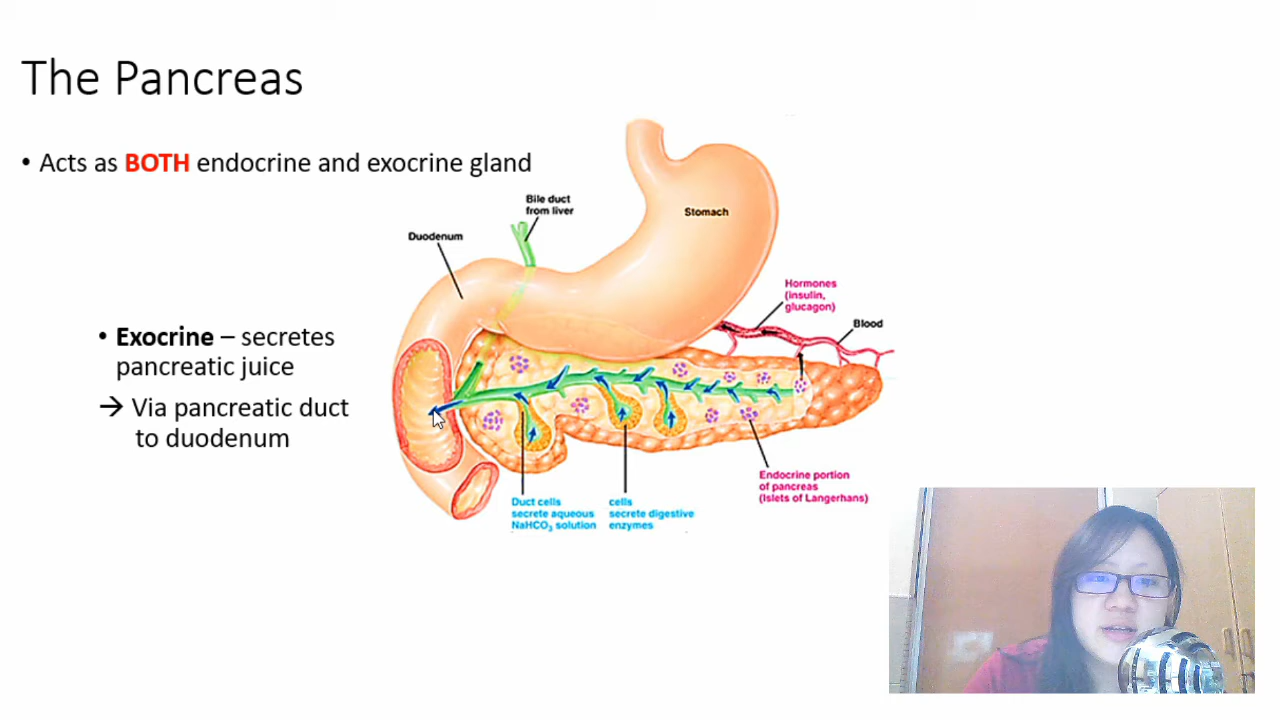 The Pancreas
• Acts as BOTH endocrine and exocrine gland
Bile duct
from liver
Stomach
Duodenum
Hormones
(insulin,
glucagon)
Blood
• Exocrine – secretes
pancreatic juice
→ Via pancreatic duct
to duodenum
Endocrine portion
of pancreas
(Islets of Langerhans)
Duct cells
secrete aqueous
NaHCO₃ solution
cells
secrete digestive
enzymes